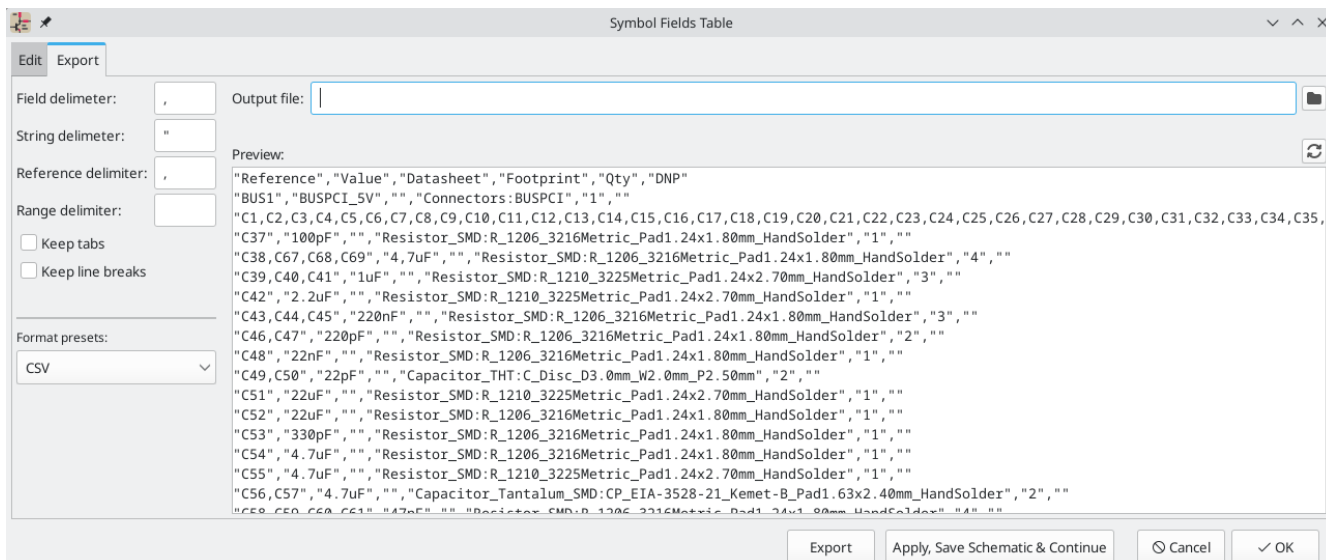 Symbol Fields Table
Edit Export
Field delimeter: ,
Output file:
String delimeter: "
Preview:
Reference delimiter: ,
Range delimiter:
Keep tabs
Keep line breaks
Format presets:
CSV
"Reference","Value","Datasheet","Footprint","Qty","DNP"
"BUS1","BUSPCI_5V","","Connectors:BUSPCI","1",""
"C1,C2,C3,C4,C5,C6,C7,C8,C9,C10,C11,C12,C13,C14,C15,C16,C17,C18,C19,C20,C21,C22,C23,C24,C25,C26,C27,C28,C29,C30,C31,C32,C33,C34,C35,
"C37","100pF","","Resistor_SMD:R_1206_3216Metric_Pad1.24x1.80mm_HandSolder","1",""
"C38,C67,C68,C69","4,7uF","","Resistor_SMD:R_1206_3216Metric_Pad1.24x1.80mm_HandSolder","4",""
"C39,C40,C41","1uF","","Resistor_SMD:R_1210_3225Metric_Pad1.24x2.70mm_HandSolder","3",""
"C42","2.2uF","","Resistor_SMD:R_1210_3225Metric_Pad1.24x2.70mm_HandSolder","1",""
"C43,C44,C45","220nF","","Resistor_SMD:R_1206_3216Metric_Pad1.24x1.80mm_HandSolder","3",""
"C46,C47","220pF","","Resistor_SMD:R_1206_3216Metric_Pad1.24x1.80mm_HandSolder","2",""
"C48","22nF","","Resistor_SMD:R_1206_3216Metric_Pad1.24x1.80mm_HandSolder","1",""
"C49,C50","22pF","","Capacitor_THT:C_Disc_D3.0mm_W2.0mm_P2.50mm","2",""
"C51","22uF","","Resistor_SMD:R_1210_3225Metric_Pad1.24x2.70mm_HandSolder","1",""
"C52","22uF","","Resistor_SMD:R_1206_3216Metric_Pad1.24x1.80mm_HandSolder","1",""
"C53","330pF","","Resistor_SMD:R_1206_3216Metric_Pad1.24x1.80mm_HandSolder","1",""
"C54","4.7uF","","Resistor_SMD:R_1206_3216Metric_Pad1.24x1.80mm_HandSolder","1",""
"C55","4.7uF","","Resistor_SMD:R_1210_3225Metric_Pad1.24x2.70mm_HandSolder","1",""
"C56,C57","4.7uF","","Capacitor_Tantalum_SMD:CP_EIA-3528-21_Kemet-B_Pad1.63x2.40mm_HandSolder","2",""
"C58,C59,C60,C61","47nF","","Resistor_SMD:R_1206_3216Metric_Pad1.24x1.80mm_HandSolder","4",""
Export Apply, Save Schematic & Continue Cancel OK